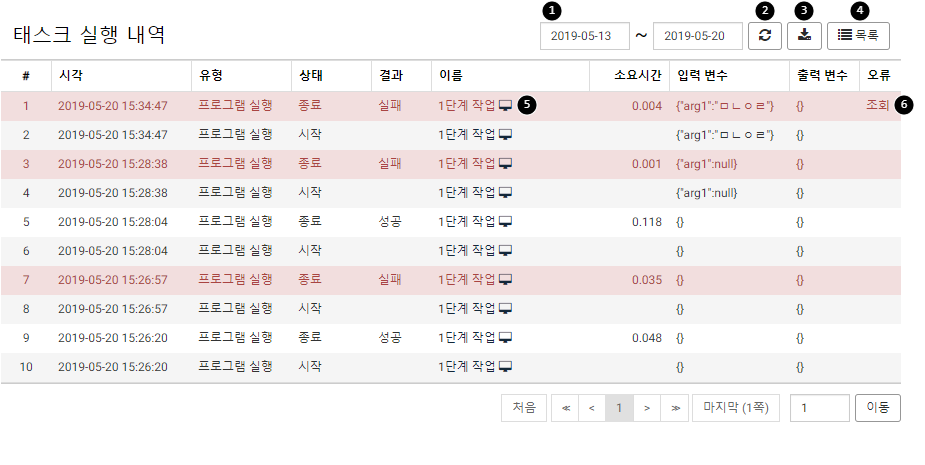 1 2 3 4
태스크 실행 내역 2019-05-13 ~ 2019-05-20 목록
# 시각 유형 상태 결과 이름 소요시간 입력 변수 출력 변수 오류
1 2019-05-20 15:34:47 프로그램 실행 종료 실패 1단계 작업 5 0.004 {"arg1":"ㅁㄴㅇㄹ"} {} 조회 6
2 2019-05-20 15:34:47 프로그램 실행 시작 1단계 작업 {"arg1":"ㅁㄴㅇㄹ"} {}
3 2019-05-20 15:28:38 프로그램 실행 종료 실패 1단계 작업 0.001 {"arg1":null} {}
4 2019-05-20 15:28:38 프로그램 실행 시작 1단계 작업 {"arg1":null} {}
5 2019-05-20 15:28:04 프로그램 실행 종료 성공 1단계 작업 0.118 {} {}
6 2019-05-20 15:28:04 프로그램 실행 시작 1단계 작업 {} {}
7 2019-05-20 15:26:57 프로그램 실행 종료 실패 1단계 작업 0.035 {} {}
8 2019-05-20 15:26:57 프로그램 실행 시작 1단계 작업 {} {}
9 2019-05-20 15:26:20 프로그램 실행 종료 성공 1단계 작업 0.048 {} {}
10 2019-05-20 15:26:20 프로그램 실행 시작 1단계 작업 {} {}
처음 ≪ < 1 > ≫ 마지막 (1쪽) 1 이동